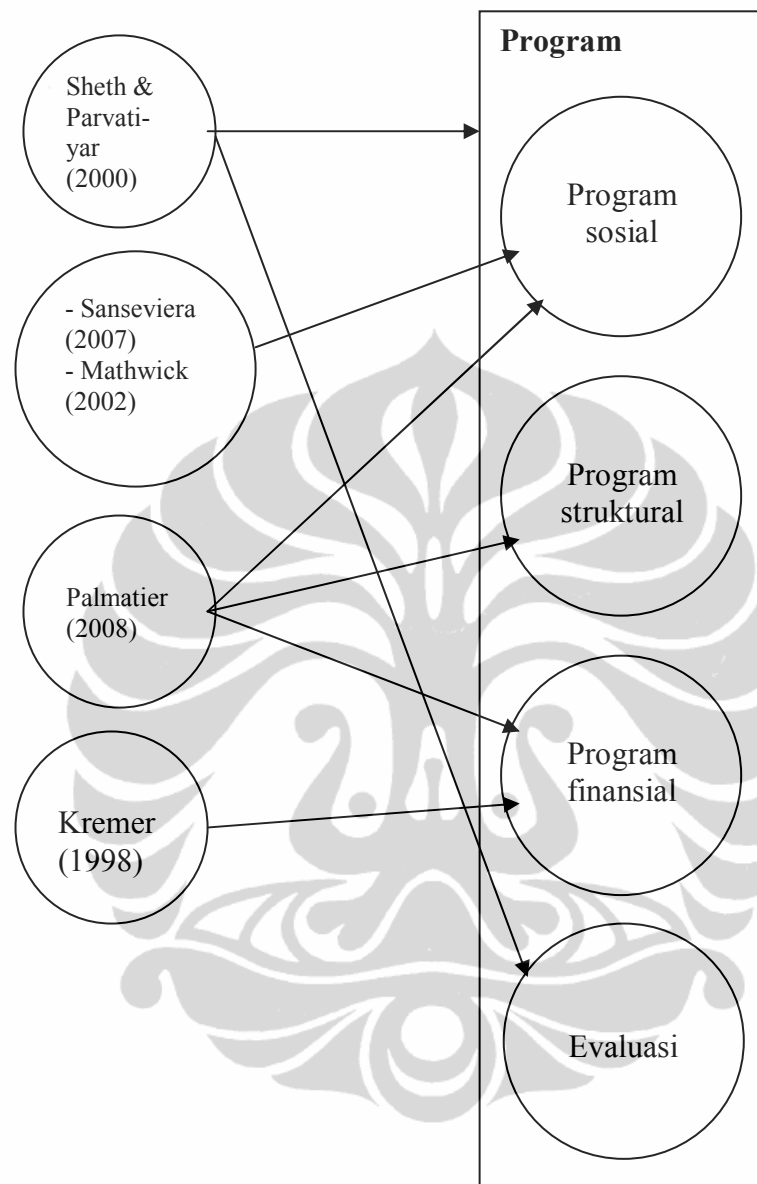 Program
Sheth &
Parvati-
yar
(2000)
Program
sosial
- Sanseviera
(2007)
- Mathwick
(2002)
Program
struktural
Palmatier
(2008)
Program
finansial
Kremer
(1998)
Evaluasi